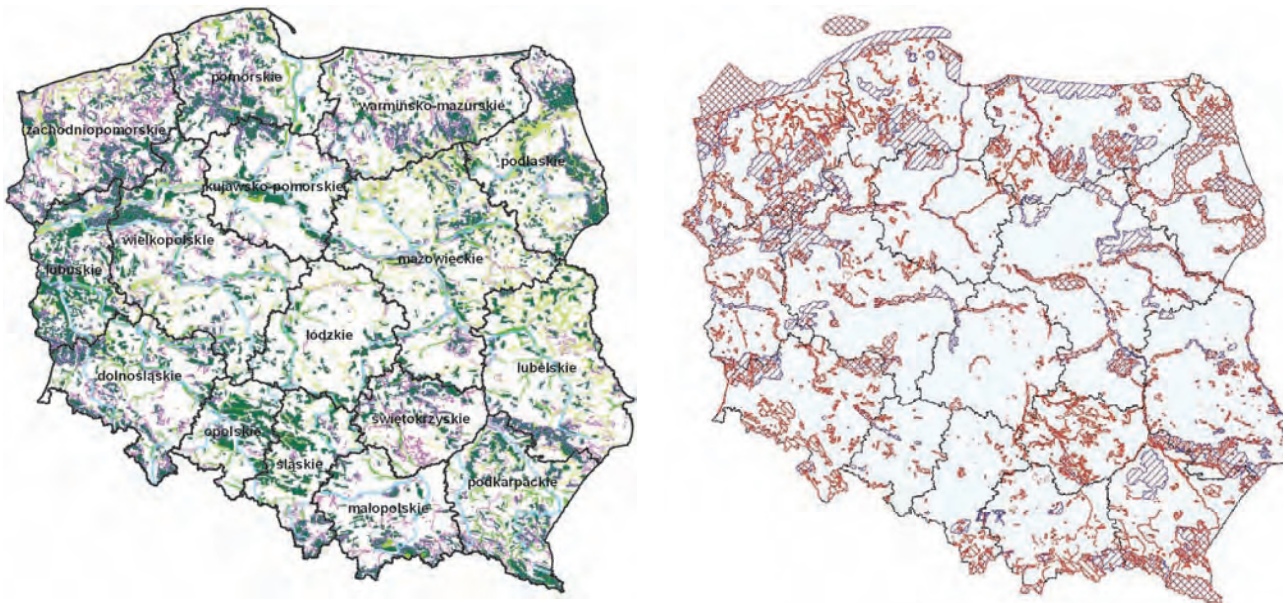 pomorskie
warmińsko-mazurskie
zachodniopomorskie
podlaskie
kujawsko-pomorskie
wielkopolskie
mazowieckie
lubuskie
łódzkie
lubelskie
dolnośląskie
świętokrzyskie
opolskie
śląskie
podkarpackie
małopolskie